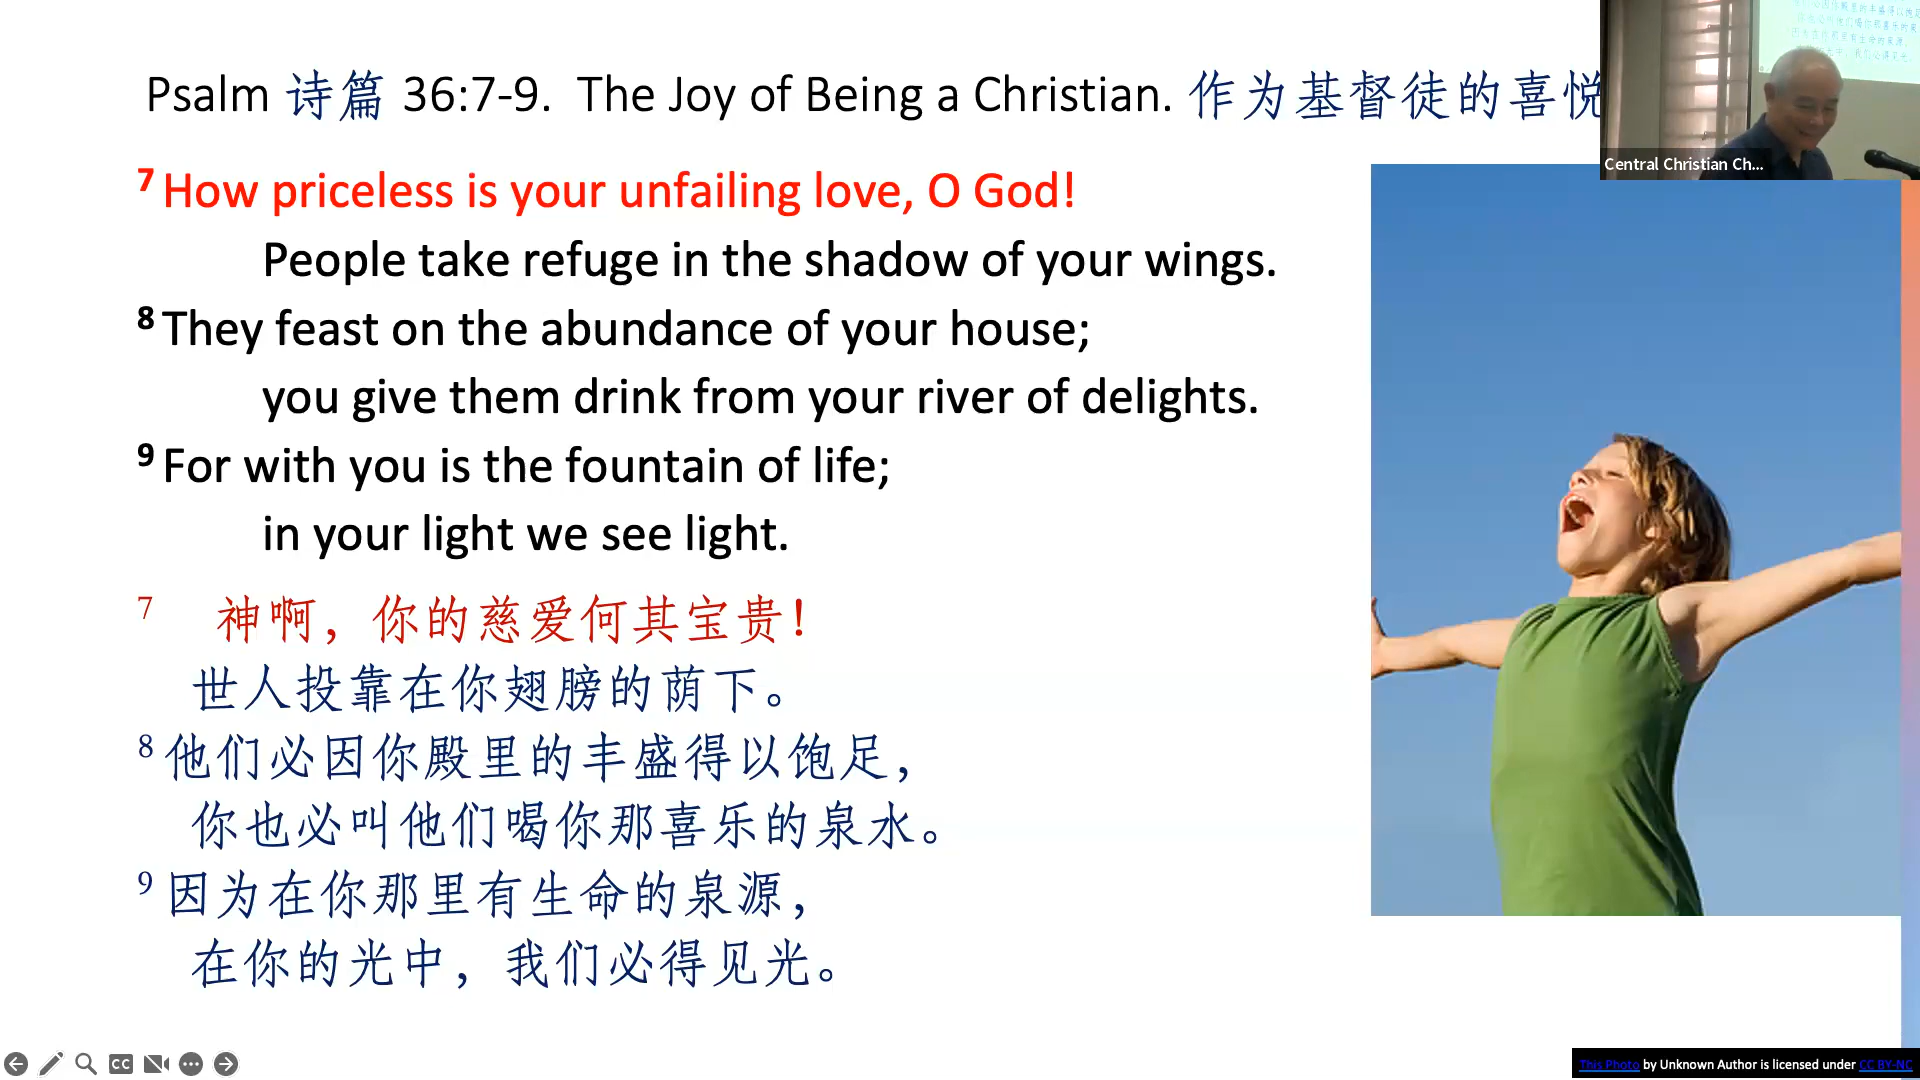 Psalm 诗篇 36:7-9. The Joy of Being a Christian. 作为基督徒的喜悦
Central Christian Ch...
7 How priceless is your unfailing love, O God!
People take refuge in the shadow of your wings.
8 They feast on the abundance of your house;
you give them drink from your river of delights.
9 For with you is the fountain of life;
in your light we see light.
7 神啊，你的慈爱何其宝贵！
世人投靠在你翅膀的荫下。
8 他们必因你殿里的丰盛得以饱足，
你也必叫他们喝你那喜乐的泉水。
9 因为在你那里有生命的泉源，
在你的光中，我们必得见光。
CC
This Photo by Unknown Author is licensed under CC BY-NC